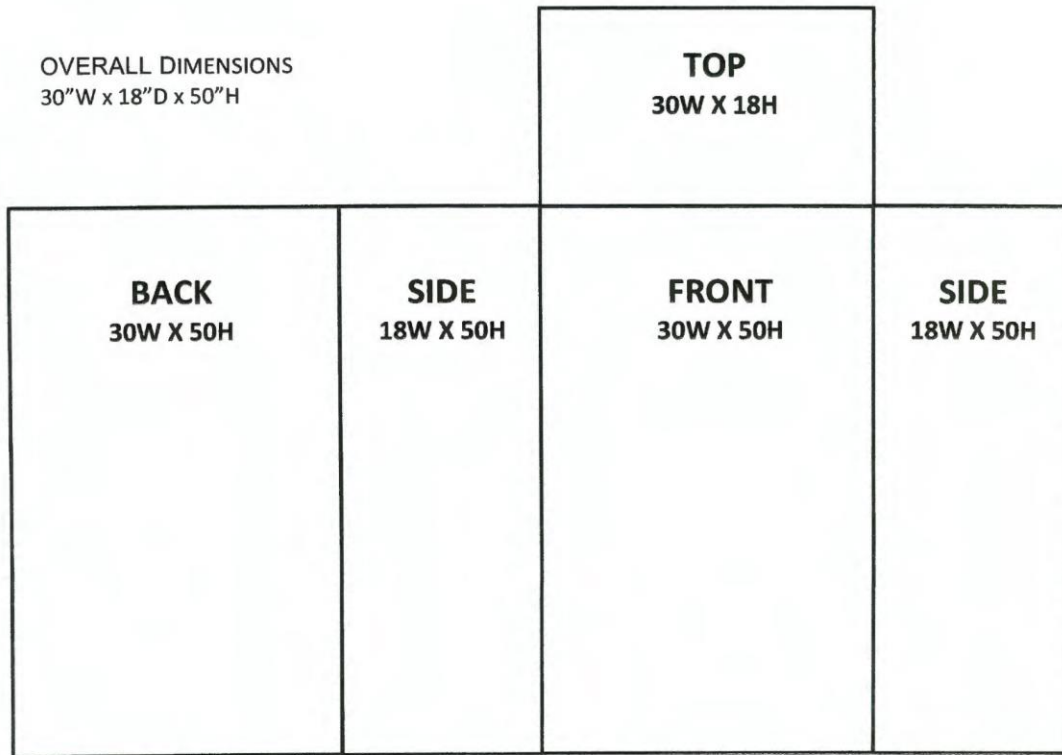 OVERALL DIMENSIONS
30"W x 18"D x 50"H
TOP
30W X 18H
BACK
30W X 50H
SIDE
18W X 50H
FRONT
30W X 50H
SIDE
18W X 50H